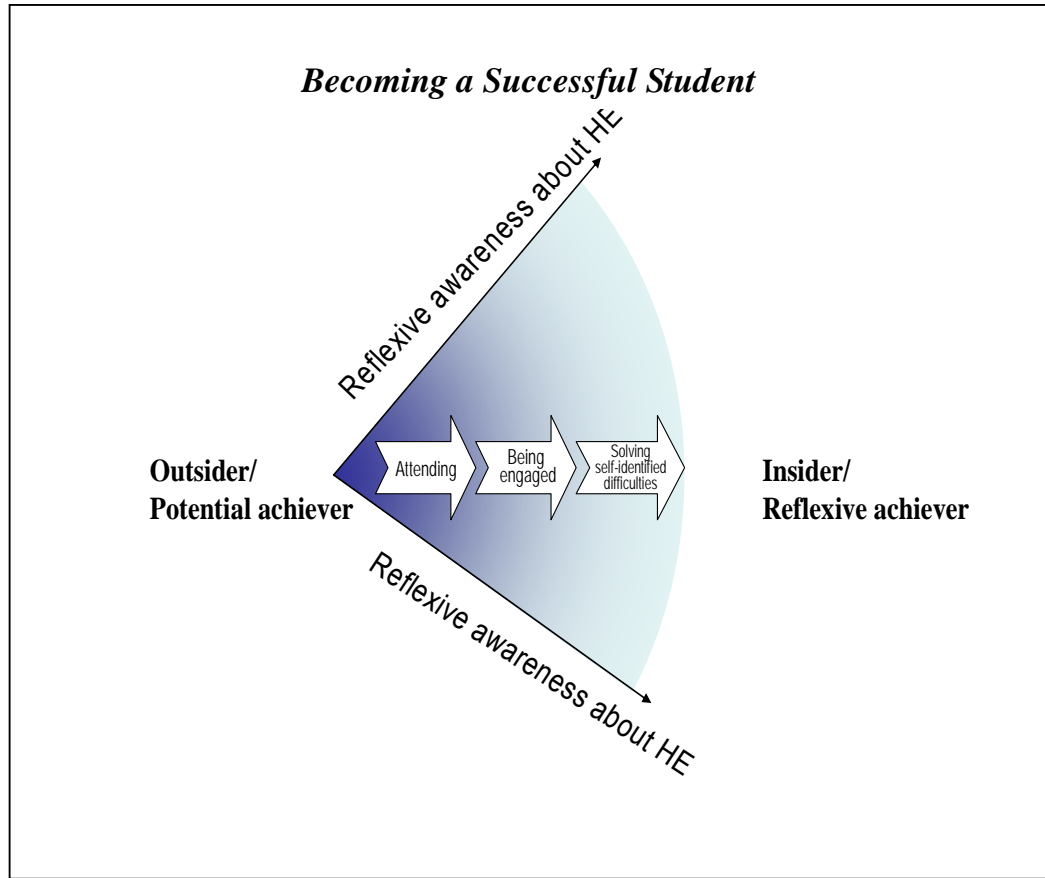 Becoming a Successful Student
Reflexive awareness about HE
Outsider/
Potential achiever
Attending
Being
engaged
Solving
self-identified
difficulties
Insider/
Reflexive achiever
Reflexive awareness about HE